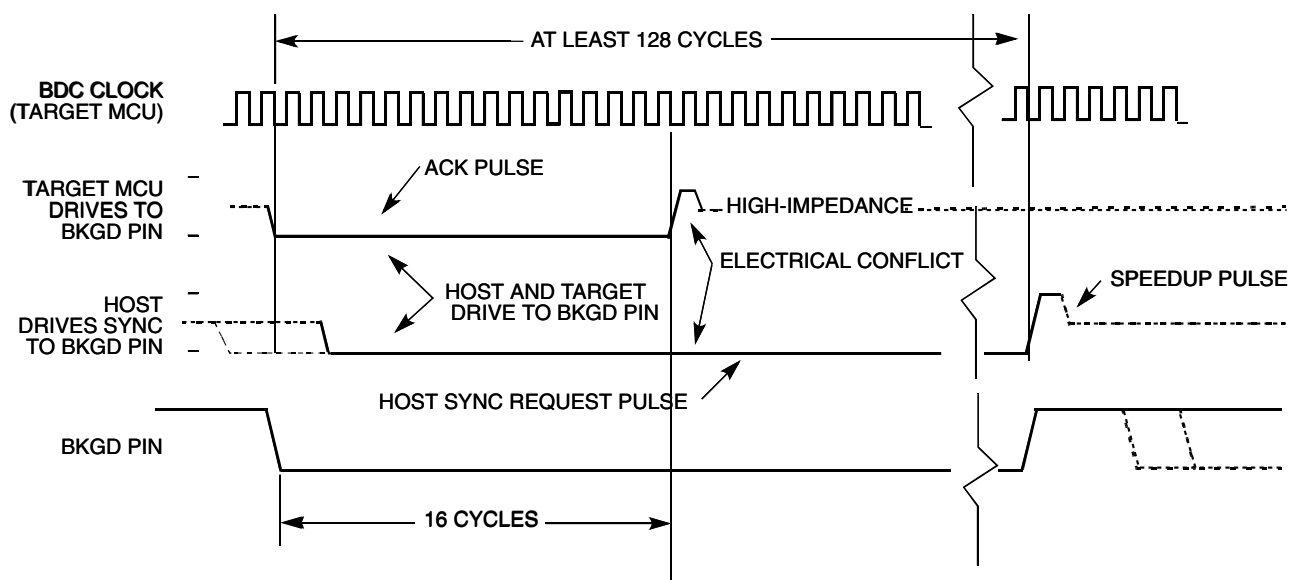 AT LEAST 128 CYCLES
BDC CLOCK
(TARGET MCU)
ACK PULSE
TARGET MCU
DRIVES TO
BKGD PIN
HIGH-IMPEDANCE
ELECTRICAL CONFLICT
SPEEDUP PULSE
HOST AND TARGET
DRIVE TO BKGD PIN
HOST
DRIVES SYNC
TO BKGD PIN
HOST SYNC REQUEST PULSE
BKGD PIN
16 CYCLES